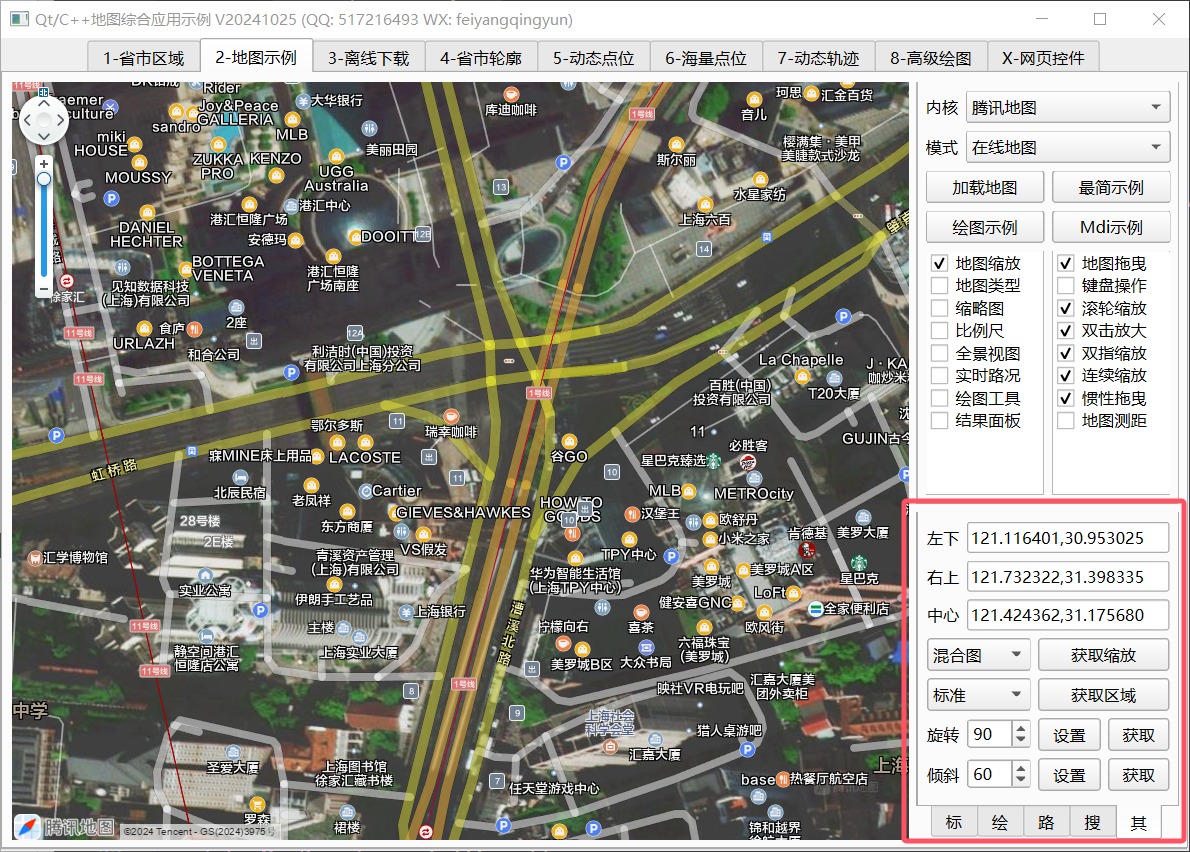 Qt/C++地图综合应用示例 V20241025 (QQ: 517216493 WX: feiyangqingyun)
1-省市区域
2-地图示例
3-离线下载
4-省市轮廓
5-动态点位
6-海量点位
7-动态轨迹
8-高级绘图
X-网页控件
11号线
Rider
大华银行
库迪咖啡
1号线
珂思
汇金百货
音儿
Joy&Peace
GALLERIA
sandro
MLB
美丽田园
miki
HOUSE
斯尔丽
樱满集·美甲
美睫款式沙龙
ZUKKA
PRO
KENZO
MOUSSY
UGG
Australia
13
水星家纺
港汇恒隆广场
港汇中心
上海六百
DANIEL
HECHTER
安德玛
DOOITT
12B
14
BOTTEGA
VENETA
港汇恒隆
广场南座
徐家汇
见知数据科技
(上海)有限公司
2座
11号线
URLAZH
食庐
和合公司
12A
利洁时(中国)投资
有限公司上海分公司
11号线
1号线
La Chapelle
J·KA
咖炒米
百胜(中国)
投资有限公司
T20大厦
鄂尔多斯
11
瑞幸咖啡
11
必胜客
GUJIN古今
虹桥路
寐MINE床上用品
LACOSTE
谷GO
星巴克臻选
北辰民宿
11
10
老凤祥
Cartier
MLB
METROcity
东方商厦
GIEVES&HAWKES
HOW TO
10
汉堡王
欧舒丹
28号楼
2E楼
VS假发
小米之家
肯德基
美罗大厦
汇学博物馆
青溪资产管理
(上海)有限公司
TPY中心
华为智能生活馆
(上海TPY中心)
美罗城
美罗城A区
星巴克
实业公寓
伊朗手工艺品
上海银行
健安喜GNC
LoFt
全家便利店
漕溪北路
柠檬向右
喜茶
欧风街
11号线
主楼
上海实业大厦
静空间港汇
恒隆店公寓
六福珠宝
(美罗城)
美罗城B区
大众书局
11号线
1号线
8
映社VR电玩吧
汇嘉大厦美
团外卖柜
中学
9
上海社会
科学会堂
猎人桌游吧
汇嘉大厦
圣爱大厦
上海图书馆
徐家汇藏书楼
7
任天堂游戏中心
base
热餐厅航空店
罗森
裙楼
锦和越界
腾讯地图
©2024 Tencent - GS(2024)3975号
内核
腾讯地图
模式
在线地图
加载地图
最简示例
绘图示例
Mdi示例
地图缩放
地图拖曳
地图类型
键盘操作
缩略图
滚轮缩放
比例尺
双击放大
全景视图
双指缩放
实时路况
连续缩放
绘图工具
惯性拖曳
结果面板
地图测距
左下
121.116401,30.953025
右上
121.732322,31.398335
中心
121.424362,31.175680
混合图
获取缩放
标准
获取区域
旋转
90
设置
获取
倾斜
60
设置
获取
标
绘
路
搜
其